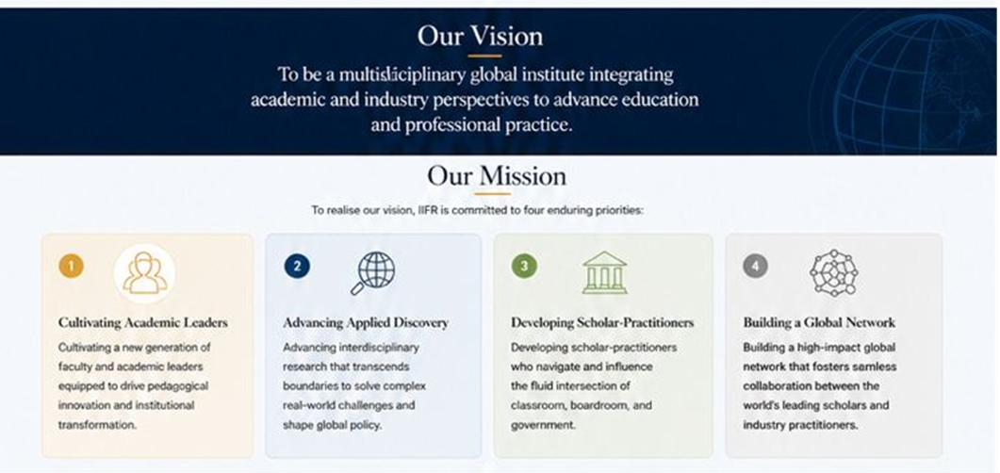 Our Vision
To be a multisliciplinary global institute integrating
academic and industry perspectives to advance education
and professional practice.
Our Mission
To realise our vision, IIFR is committed to four enduring priorities:
1
Cultivating Academic Leaders
Cultivating a new generation of
faculty and academic leaders
equipped to drive pedagogical
innovation and institutional
transformation.
2
Advancing Applied Discovery
Advancing interdisciplinary
research that transcends
boundaries to solve complex
real-world challenges and
shape global policy.
3
Developing Scholar-Practitioners
Developing scholar-practitioners
who navigate and influence
the fluid intersection of
classroom, boardroom, and
government.
4
Building a Global Network
Building a high-impact global
network that fosters samless
collaboration between the
world's leading scholars and
industry practitioners.